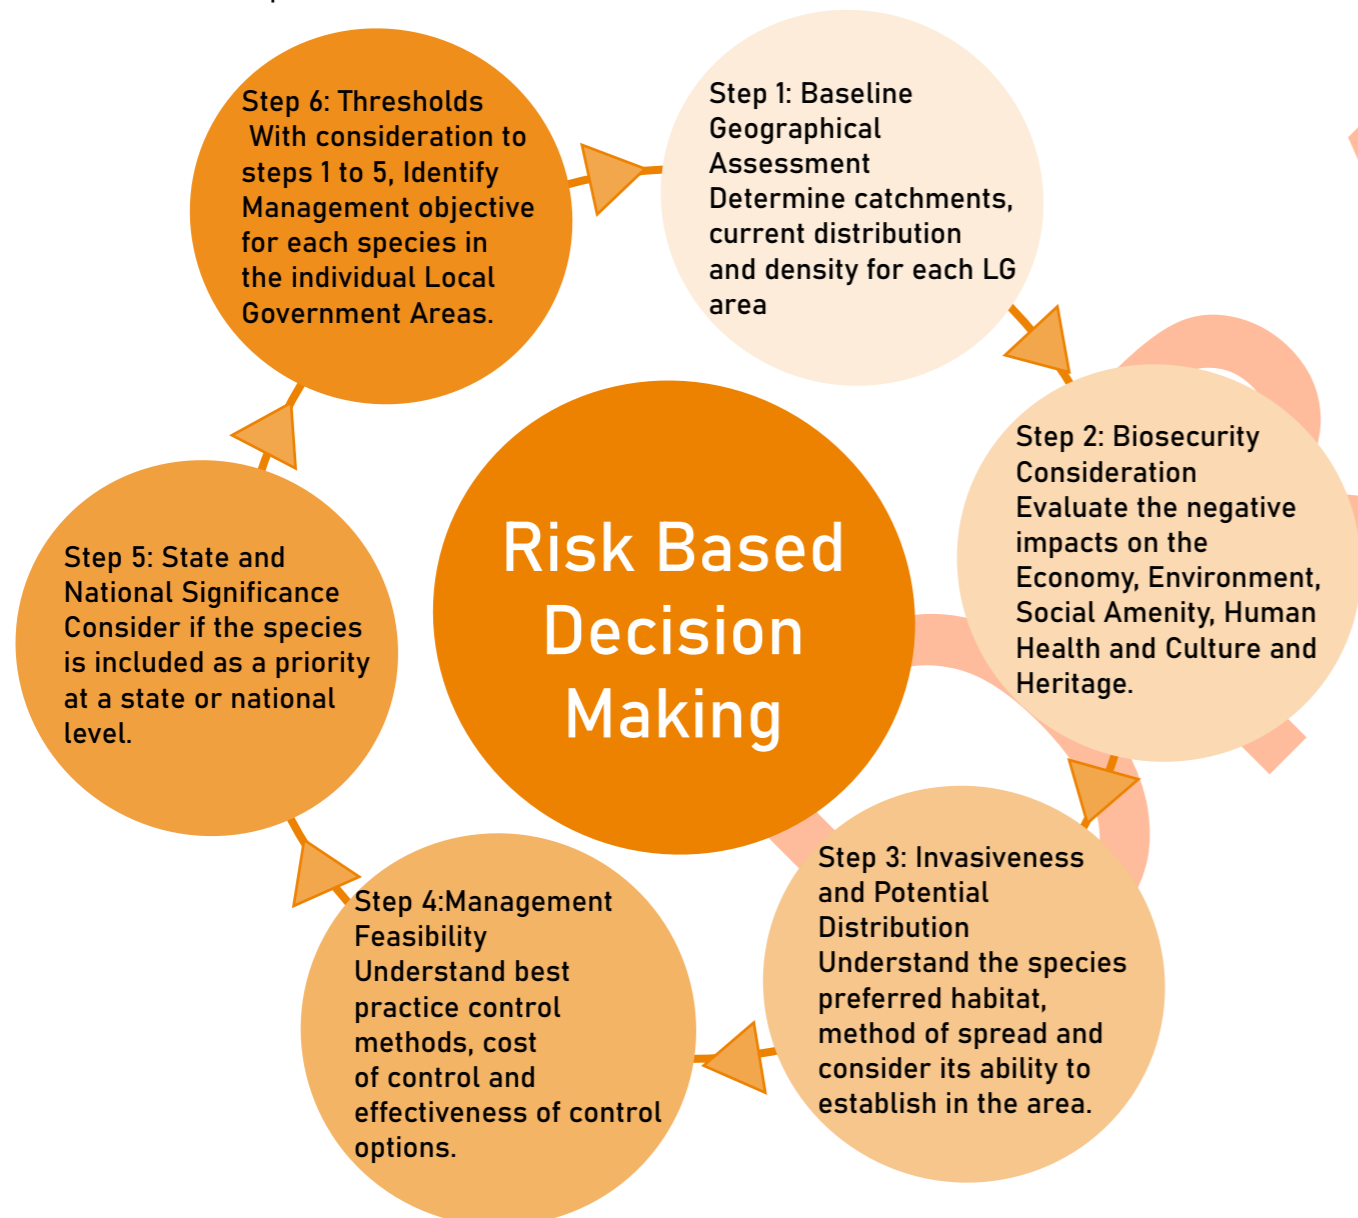 Step 1: Baseline
Geographical
Assessment
Determine catchments,
current distribution
and density for each LG
area
Step 2: Biosecurity
Consideration
Evaluate the negative
impacts on the
Economy, Environment,
Social Amenity, Human
Health and Culture and
Heritage.
Step 3: Invasiveness
and Potential
Distribution
Understand the species
preferred habitat,
method of spread and
consider its ability to
establish in the area.
Step 4:Management
Feasibility
Understand best
practice control
methods, cost
of control and
effectiveness of control
options.
Step 5: State and
National Significance
Consider if the species
is included as a priority
at a state or national
level.
Step 6: Thresholds
With consideration to
steps 1 to 5, Identify
Management objective
for each species in
the individual Local
Government Areas.
Risk Based
Decision
Making